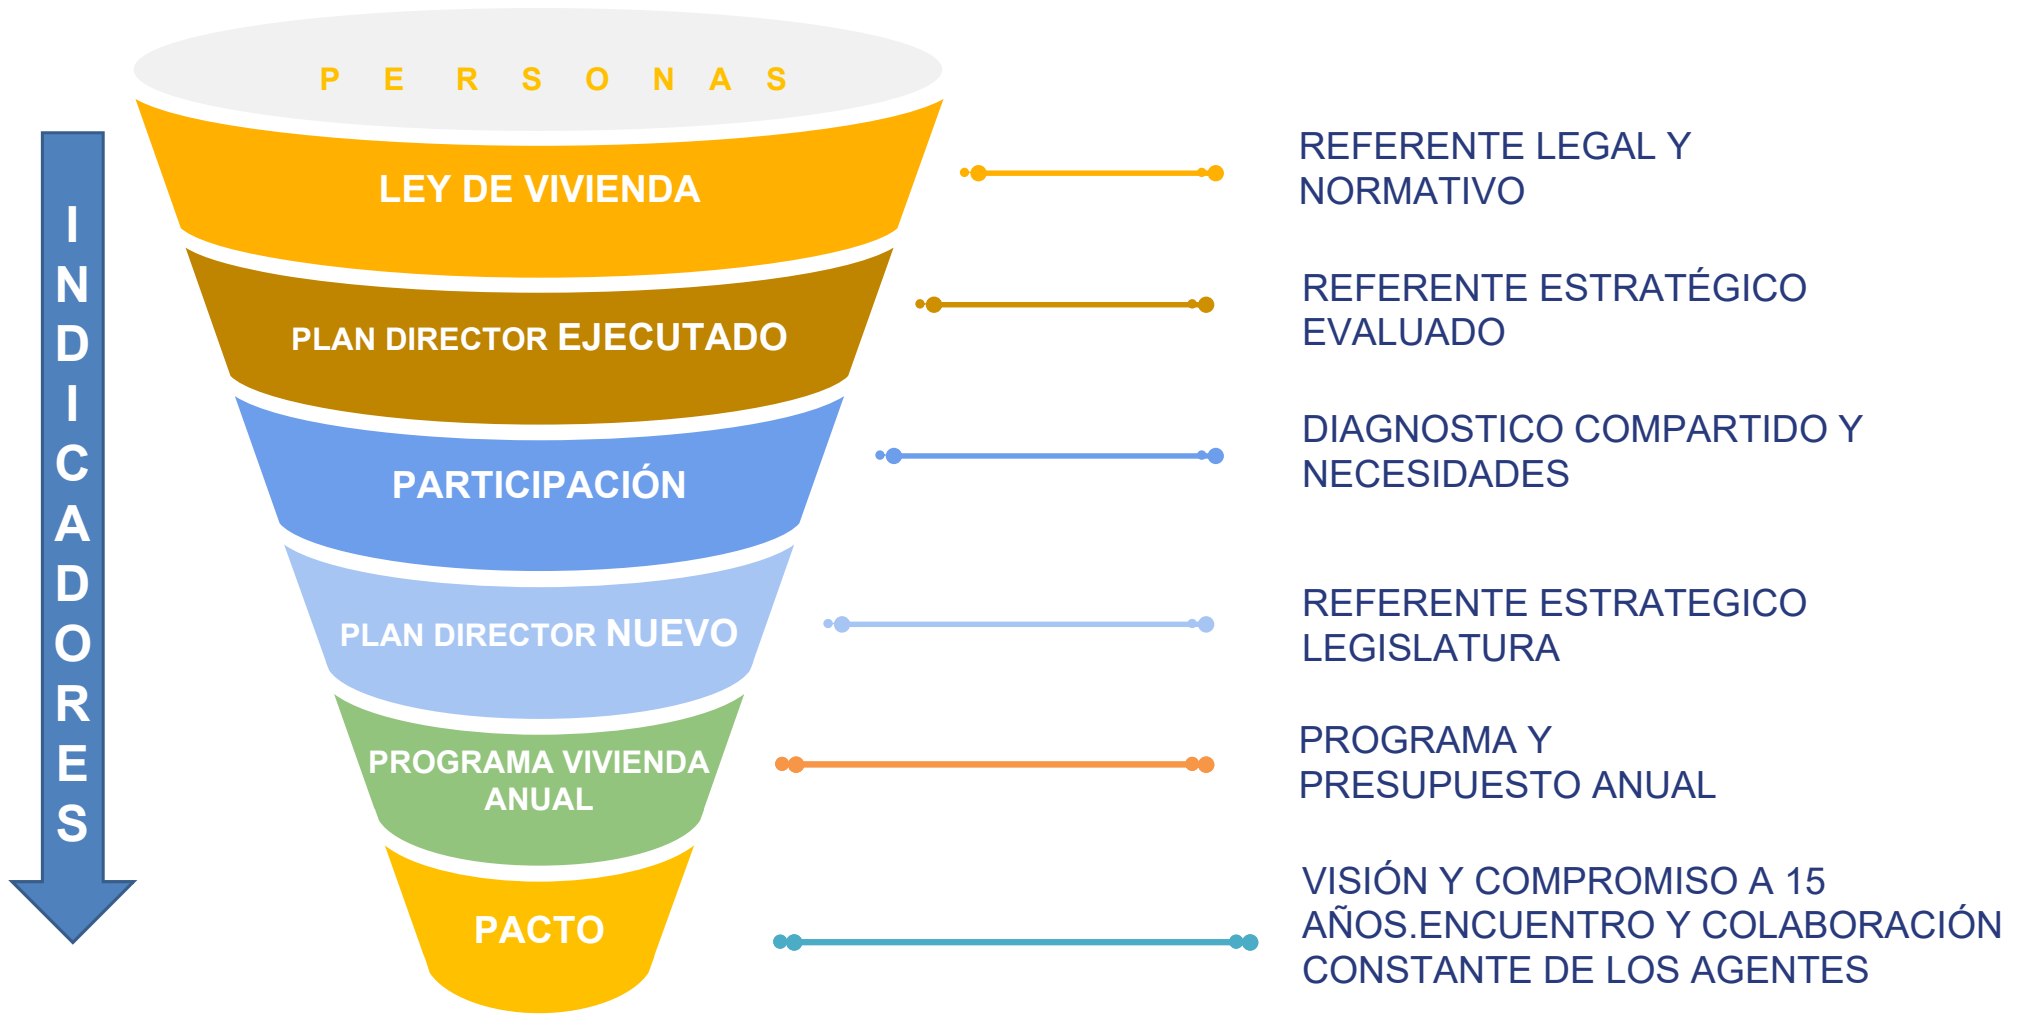 P E R S O N A S
INDICADORES
LEY DE VIVIENDA
REFERENTE LEGAL Y
NORMATIVO
PLAN DIRECTOR EJECUTADO
REFERENTE ESTRATÉGICO
EVALUADO
PARTICIPACIÓN
DIAGNOSTICO COMPARTIDO Y
NECESIDADES
PLAN DIRECTOR NUEVO
REFERENTE ESTRATEGICO
LEGISLATURA
PROGRAMA VIVIENDA
ANUAL
PROGRAMA Y
PRESUPUESTO ANUAL
PACTO
VISIÓN Y COMPROMISO A 15
AÑOS.ENCUENTRO Y COLABORACIÓN
CONSTANTE DE LOS AGENTES